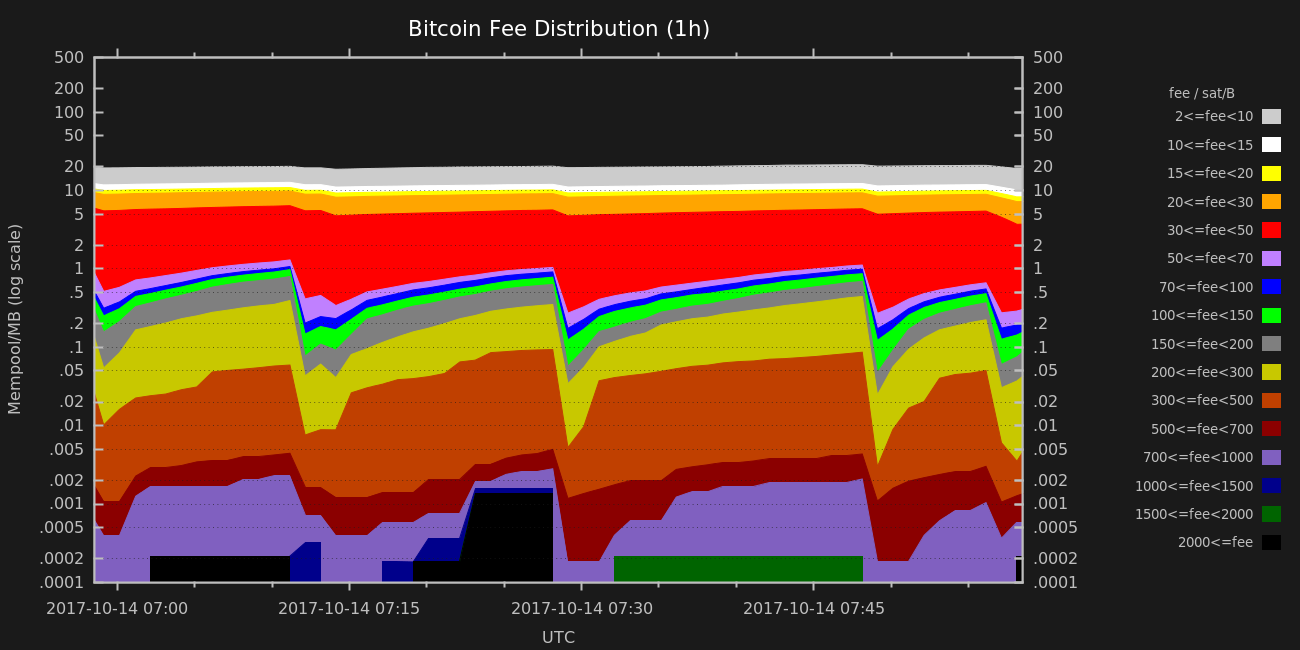 Bitcoin Fee Distribution (1h)
500 500
200 200
100 100
50 50
20 20
10 10
5 5
2 2
1 1
.5 .5
.2 .2
.1 .1
.05 .05
.02 .02
.01 .01
.005 .005
.002 .002
.001 .001
.0005 .0005
.0002 .0002
.0001 .0001
Mempool/MB (log scale)
2017-10-14 07:00 2017-10-14 07:15 2017-10-14 07:30 2017-10-14 07:45
UTC
fee / sat/B
2<=fee<10
10<=fee<15
15<=fee<20
20<=fee<30
30<=fee<50
50<=fee<70
70<=fee<100
100<=fee<150
150<=fee<200
200<=fee<300
300<=fee<500
500<=fee<700
700<=fee<1000
1000<=fee<1500
1500<=fee<2000
2000<=fee